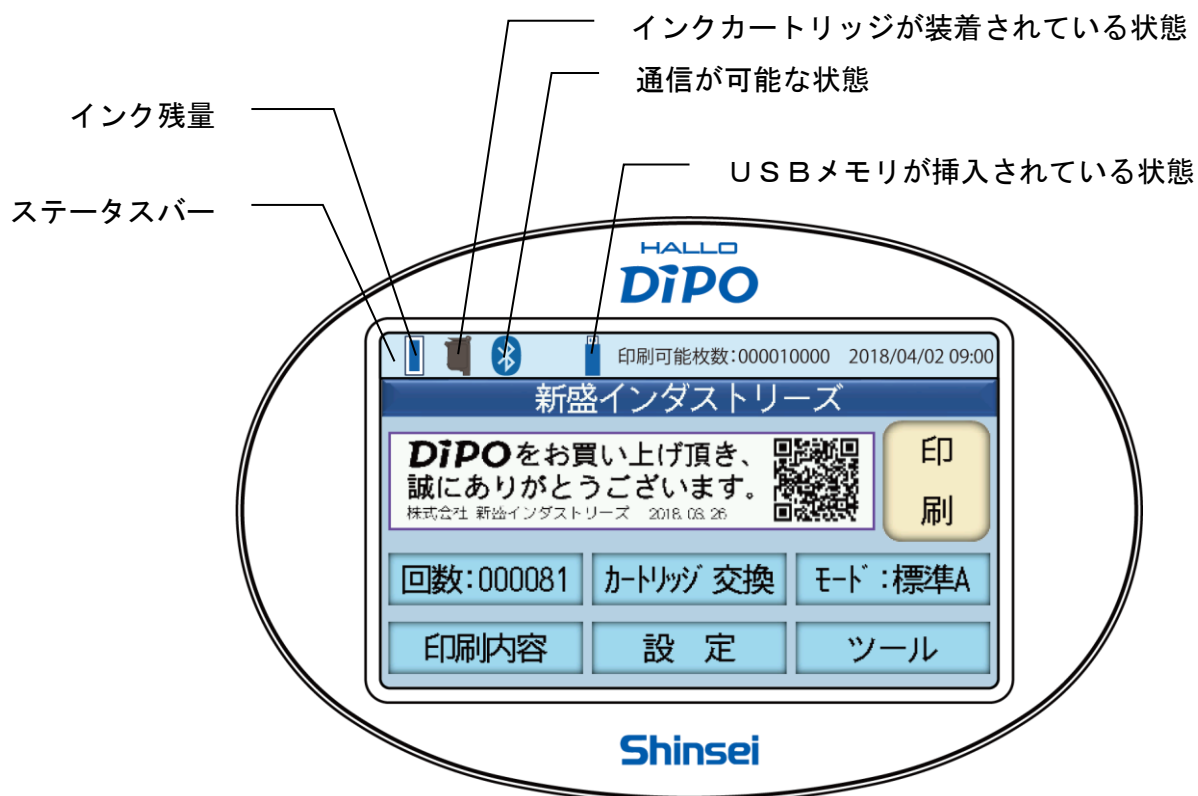 インクカートリッジが装着されている状態
通信が可能な状態
インク残量
USBメモリが挿入されている状態
ステータスバー
HALLO
DiPO
印刷可能枚数:000010000 2018/04/02 09:00
新盛インダストリーズ
DiPOをお買い上げ頂き、
誠にありがとうございます。
株式会社 新盛インダストリーズ 2018.03.26
印刷
回数:000081 カートリッジ 交換 モード:標準A
印刷内容 設 定 ツール
Shinsei